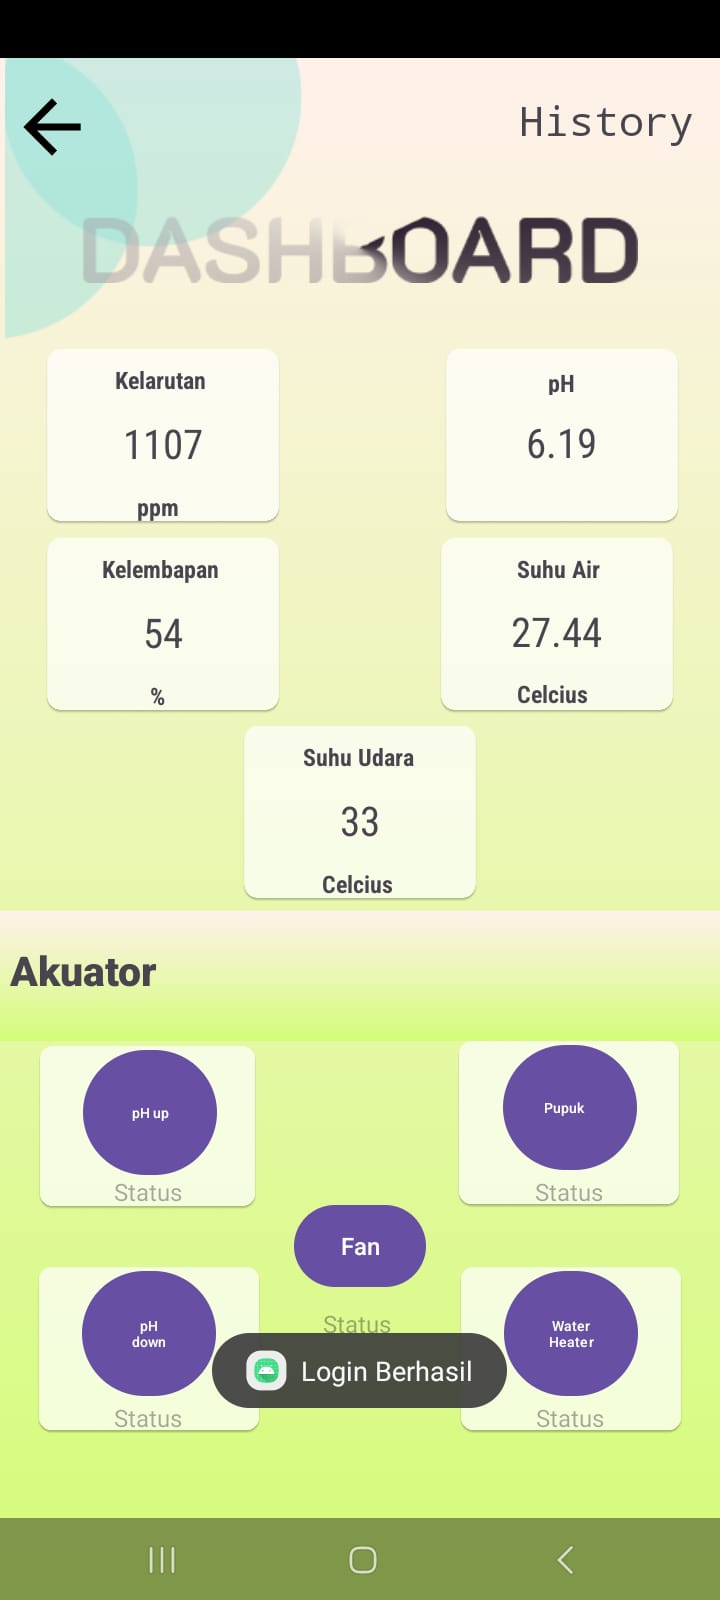 History
DASHBOARD
Kelarutan
1107
ppm
pH
6.19
Kelembapan
54
%
Suhu Air
27.44
Celcius
Suhu Udara
33
Celcius
Akuator
pH up
Status
Pupuk
Status
Fan
Status
pH
down
Status
Water
Heater
Status
Login Berhasil